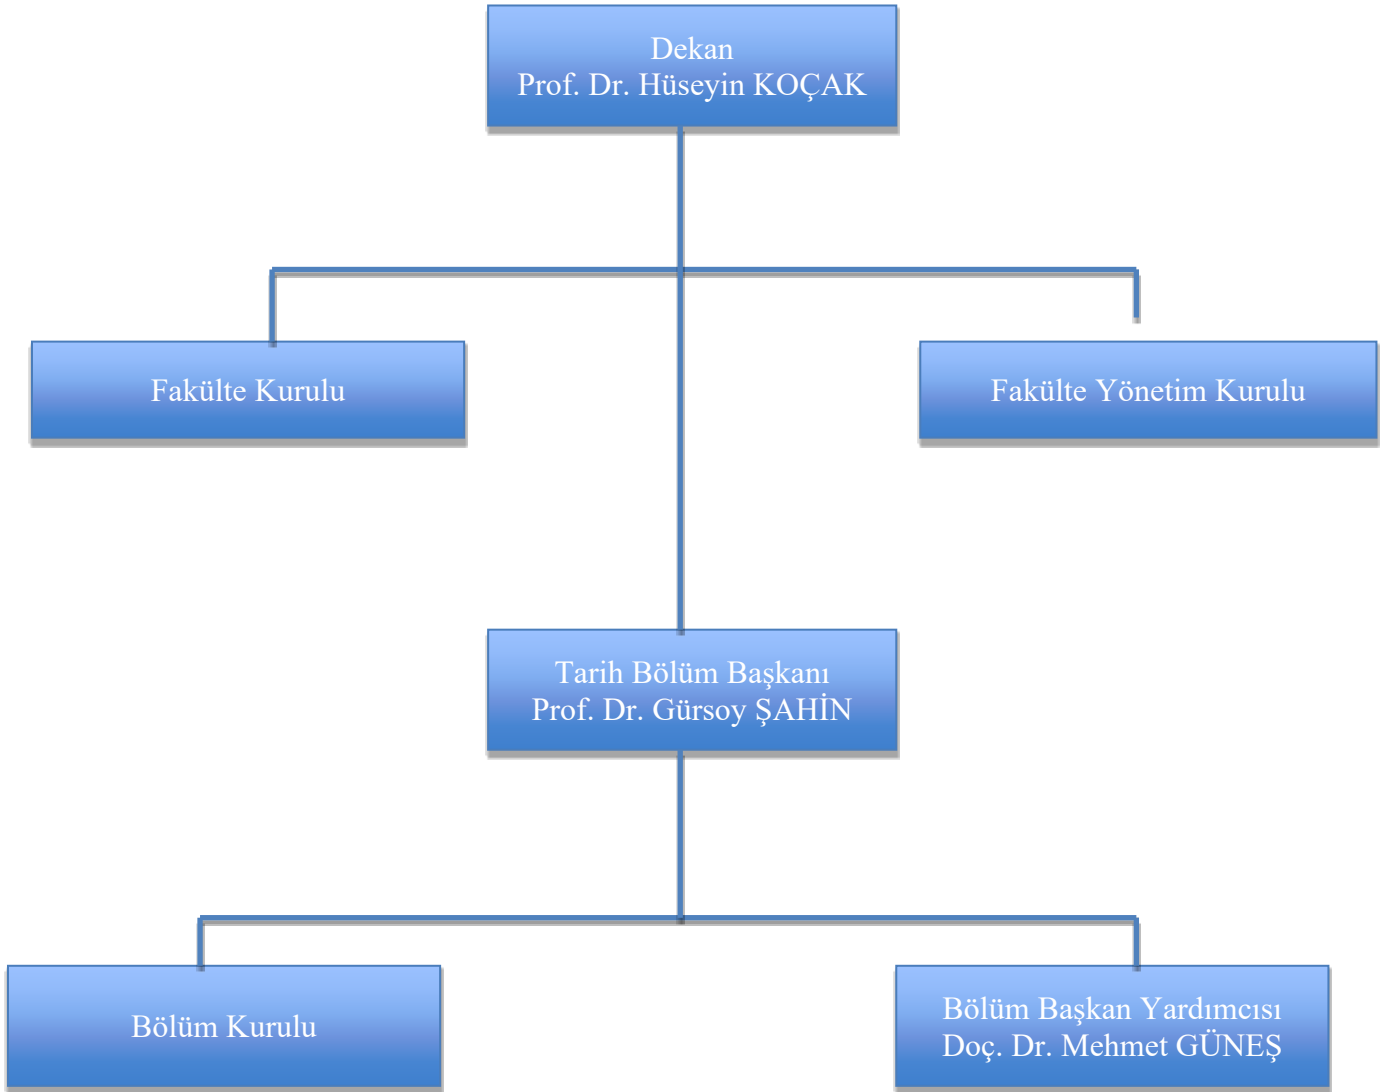 Dekan
Prof. Dr. Hüseyin KOÇAK
Fakülte Kurulu
Fakülte Yönetim Kurulu
Tarih Bölüm Başkanı
Prof. Dr. Gürsoy ŞAHİN
Bölüm Kurulu
Bölüm Başkan Yardımcısı
Doç. Dr. Mehmet GÜNEŞ